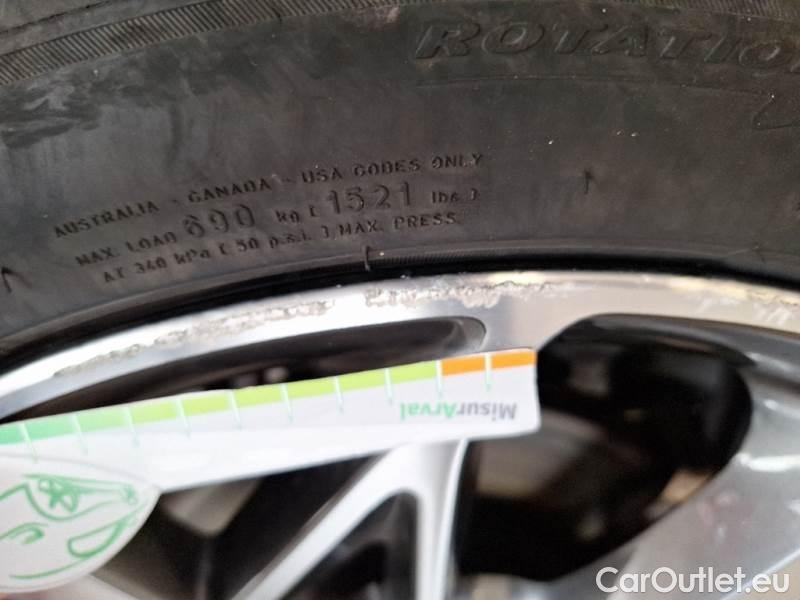 ROTATIO
AUSTRALIA - CANADA - USA CODES ONLY
MAX. LOAD 690 kg [ 1521 lbs ]
AT 340 kPa [ 50 p.s.i. ] MAX. PRESS.
MisurArval
CarOutlet.eu